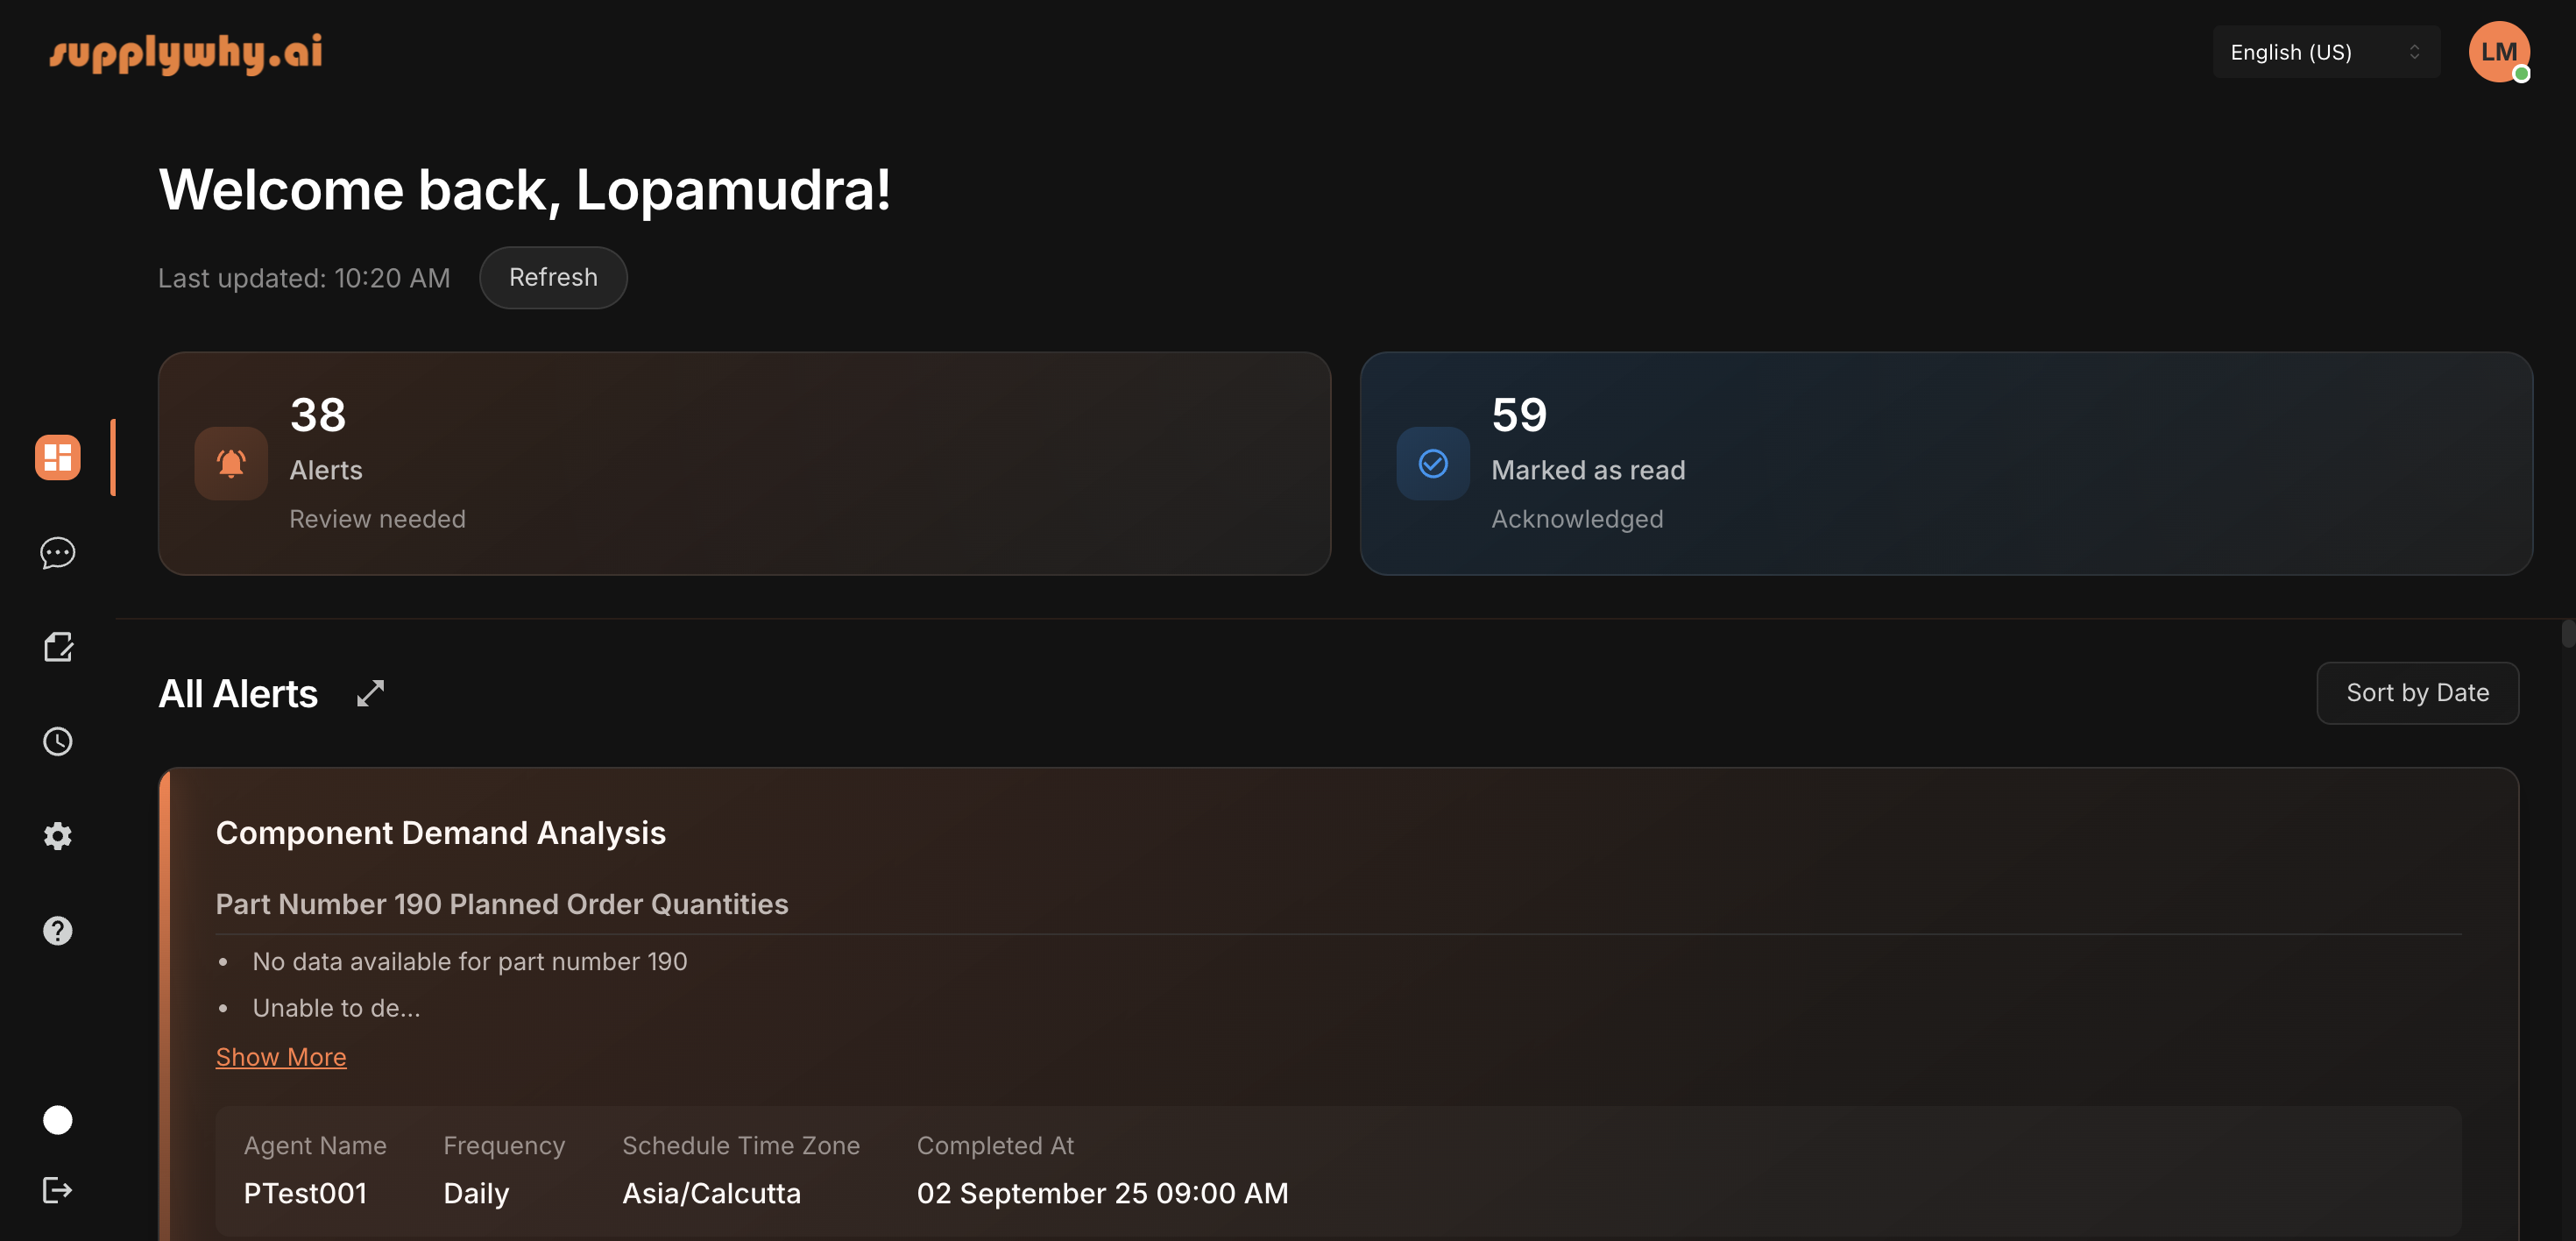 supplywhy.ai
English (US)
LM
Welcome back, Lopamudra!
Last updated: 10:20 AM
Refresh
38
Alerts
Review needed
59
Marked as read
Acknowledged
All Alerts
Sort by Date
Component Demand Analysis
Part Number 190 Planned Order Quantities
• No data available for part number 190
• Unable to de...
Show More
Agent Name Frequency Schedule Time Zone Completed At
PTest001 Daily Asia/Calcutta 02 September 25 09:00 AM